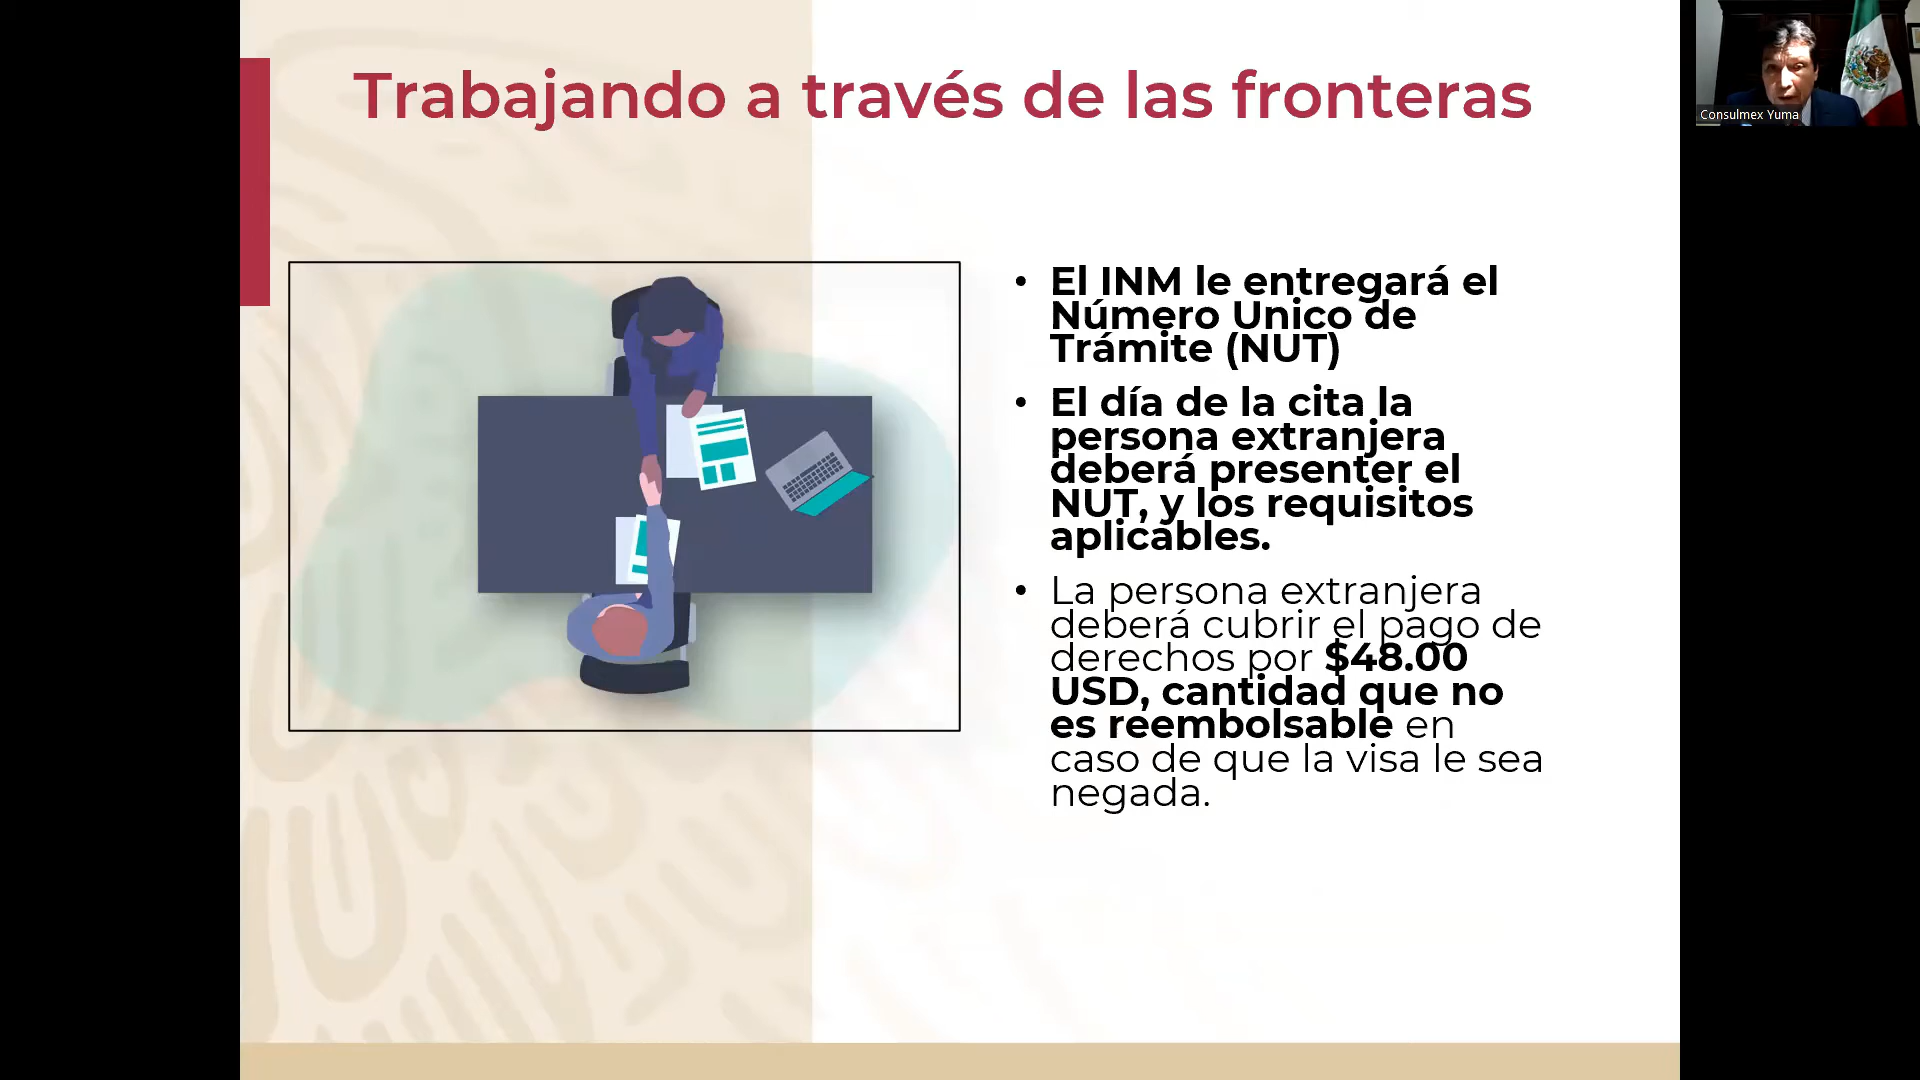 Trabajando a través de las fronteras
Consulmex Yuma
• El INM le entregará el
Número Unico de
Trámite (NUT)
• El día de la cita la
persona extranjera
deberá presenter el
NUT, y los requisitos
aplicables.
• La persona extranjera
deberá cubrir el pago de
derechos por $48.00
USD, cantidad que no
es reembolsable en
caso de que la visa le sea
negada.